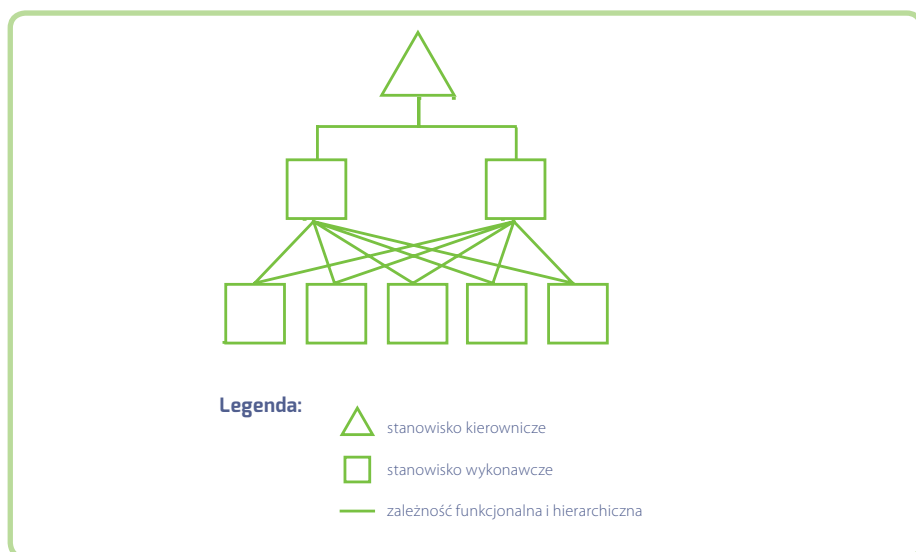 Legenda:
stanowisko kierownicze
stanowisko wykonawcze
zależność funkcjonalna i hierarchiczna